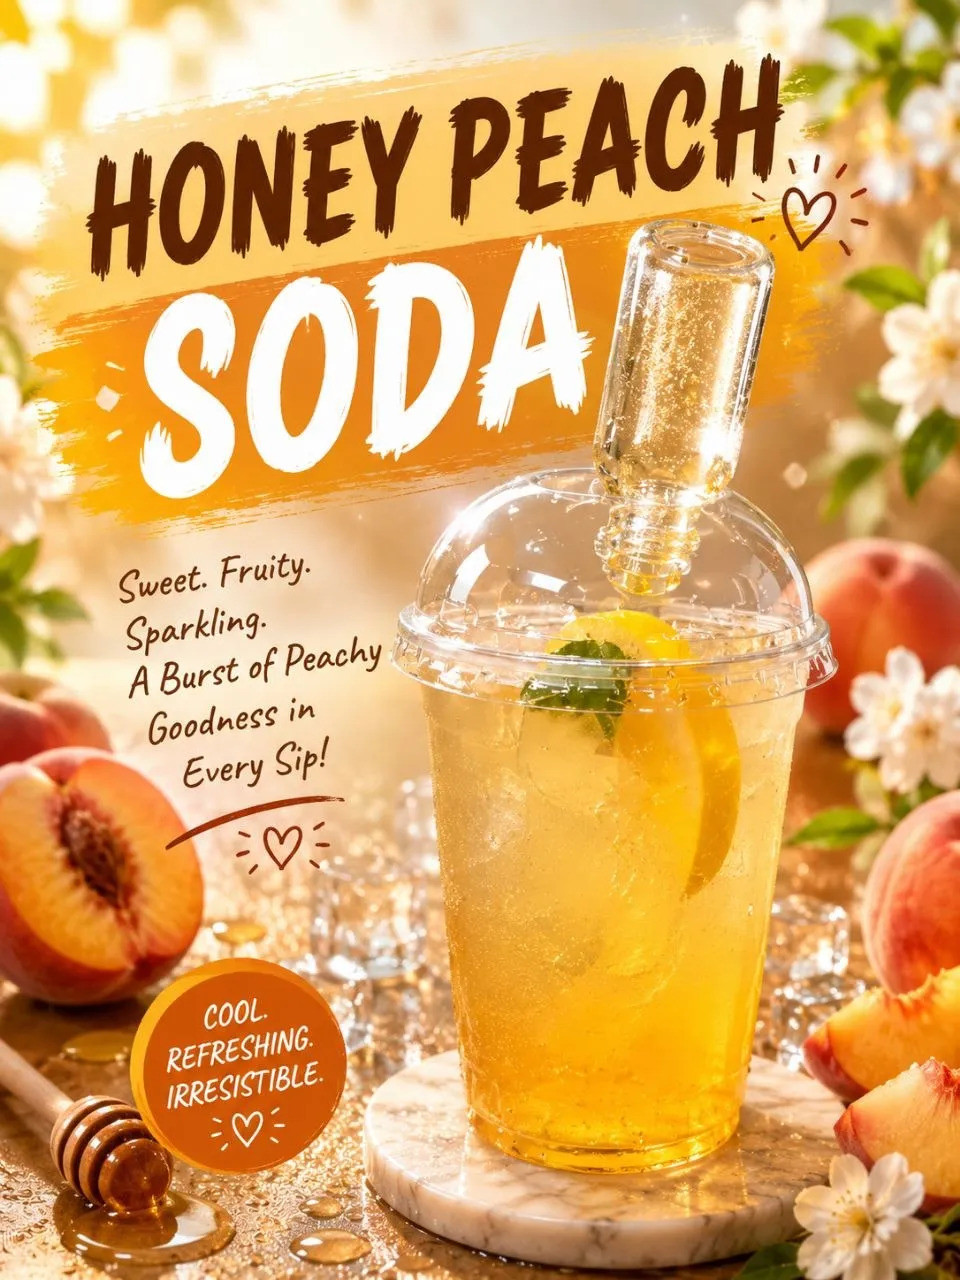 HONEY PEACH
SODA
Sweet. Fruity.
Sparkling.
A Burst of Peachy
Goodness in
Every Sip!
COOL.
REFRESHING.
IRRESISTIBLE.